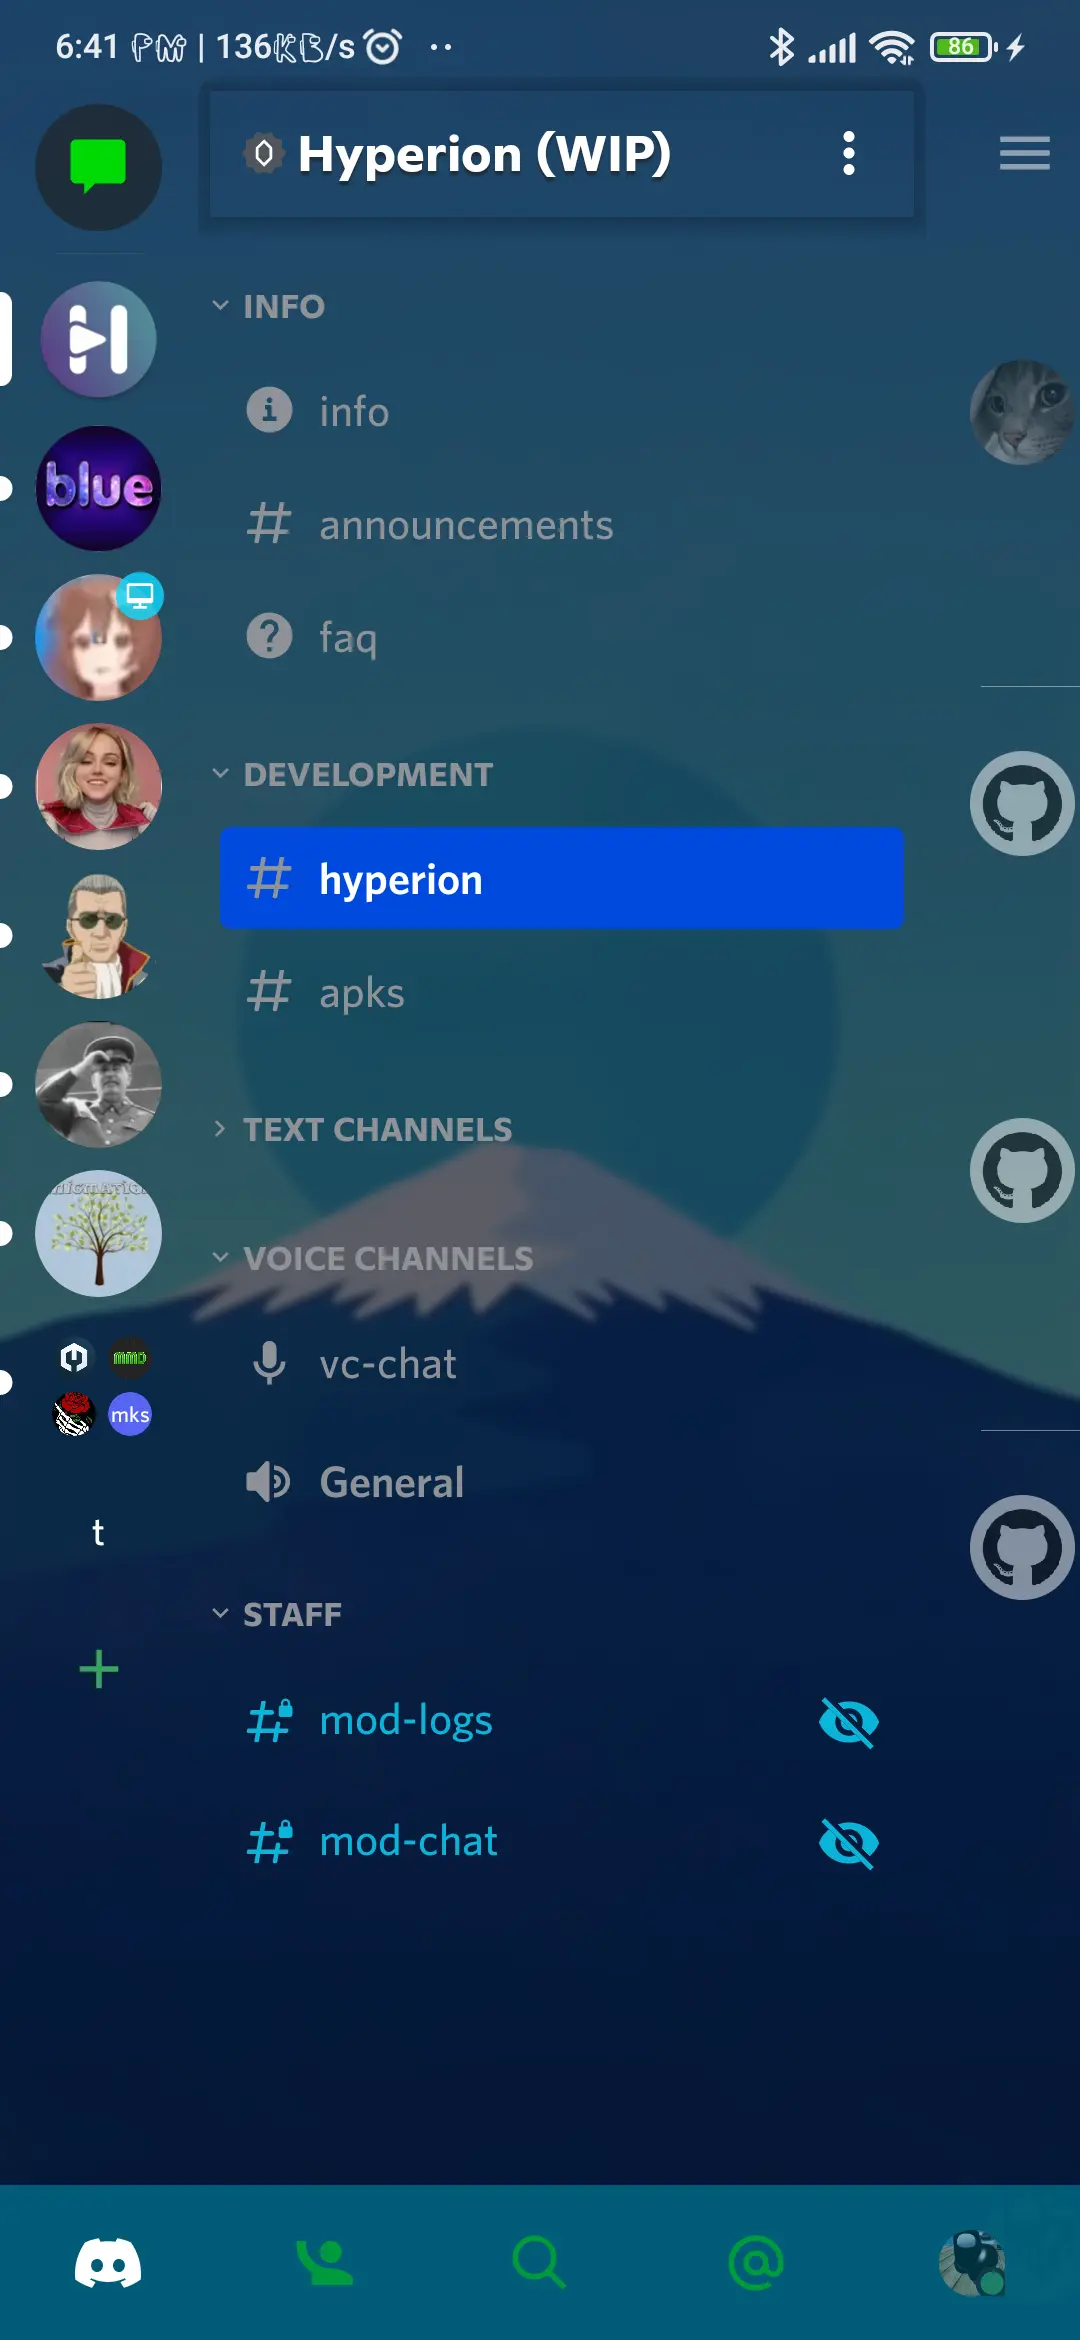 6:41 PM | 136KB/s
86
Hyperion (WIP)
INFO
info
announcements
faq
DEVELOPMENT
hyperion
apks
TEXT CHANNELS
VOICE CHANNELS
vc-chat
General
STAFF
mod-logs
mod-chat
blue
MMD
mks
t